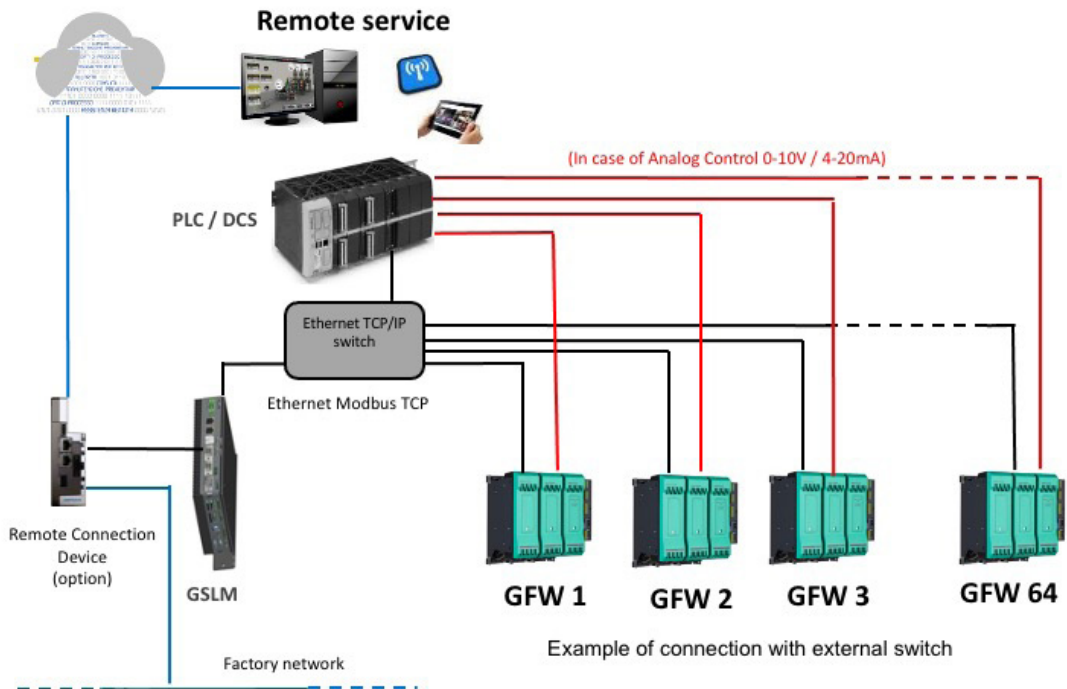 Remote service
(In case of Analog Control 0-10V / 4-20mA)
PLC / DCS
Ethernet TCP/IP
switch
Ethernet Modbus TCP
Remote Connection
Device
(option)
GSLM
GFW 1
GFW 2
GFW 3
GFW 64
Example of connection with external switch
Factory network